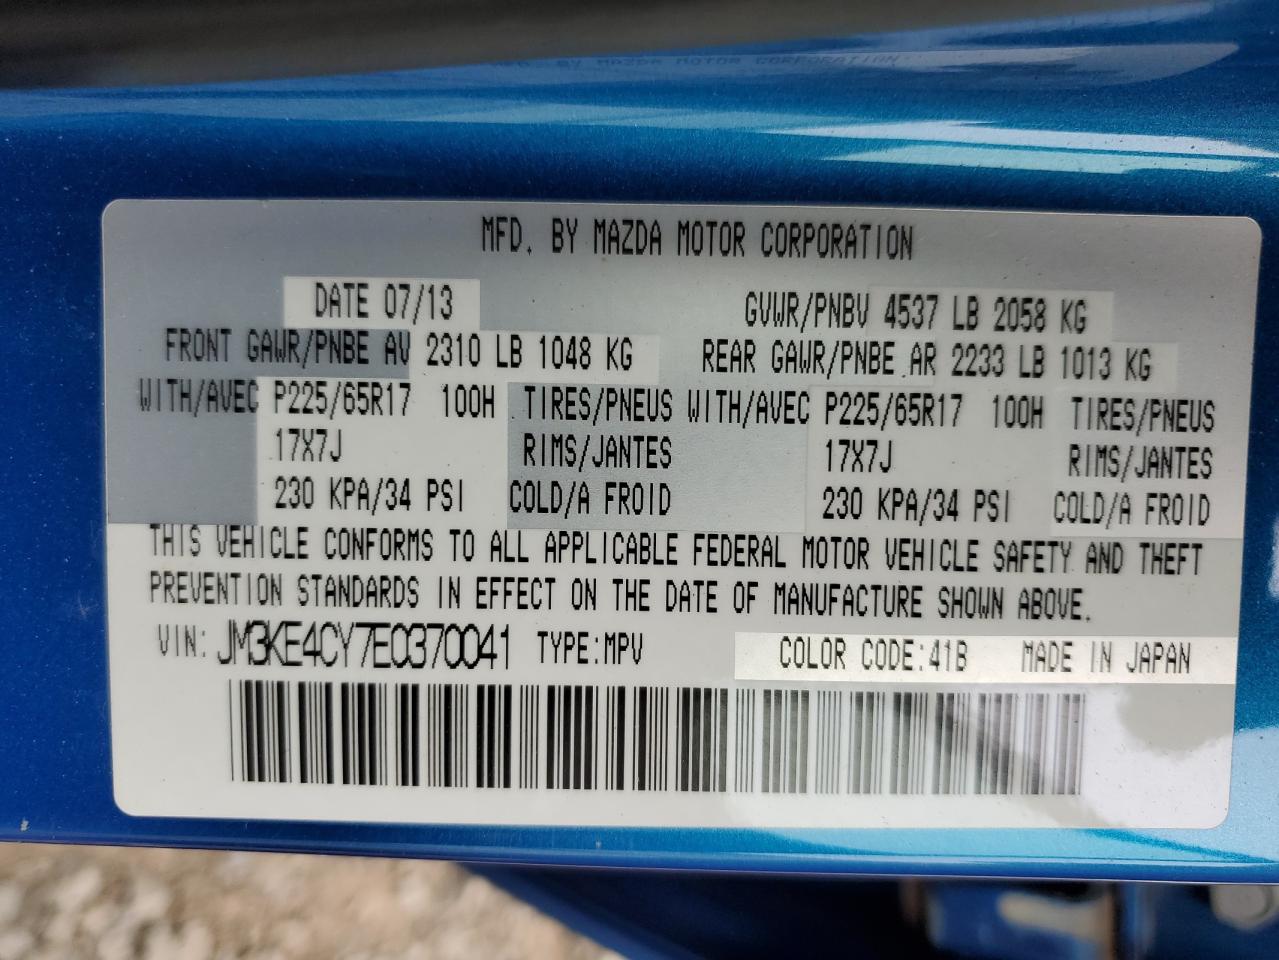 MFD. BY MAZDA MOTOR CORPORATION
DATE 07/13 GVWR/PNBV 4537 LB 2058 KG
FRONT GAWR/PNBE AV 2310 LB 1048 KG REAR GAWR/PNBE AR 2233 LB 1013 KG
WITH/AVEC P225/65R17 100H TIRES/PNEUS WITH/AVEC P225/65R17 100H TIRES/PNEUS
17X7J RIMS/JANTES 17X7J RIMS/JANTES
230 KPA/34 PSI COLD/A FROID 230 KPA/34 PSI COLD/A FROID
THIS VEHICLE CONFORMS TO ALL APPLICABLE FEDERAL MOTOR VEHICLE SAFETY AND THEFT
PREVENTION STANDARDS IN EFFECT ON THE DATE OF MANUFACTURE SHOWN ABOVE.
VIN: JM3KE4CY7E0370041 TYPE:MPV COLOR CODE:41B MADE IN JAPAN